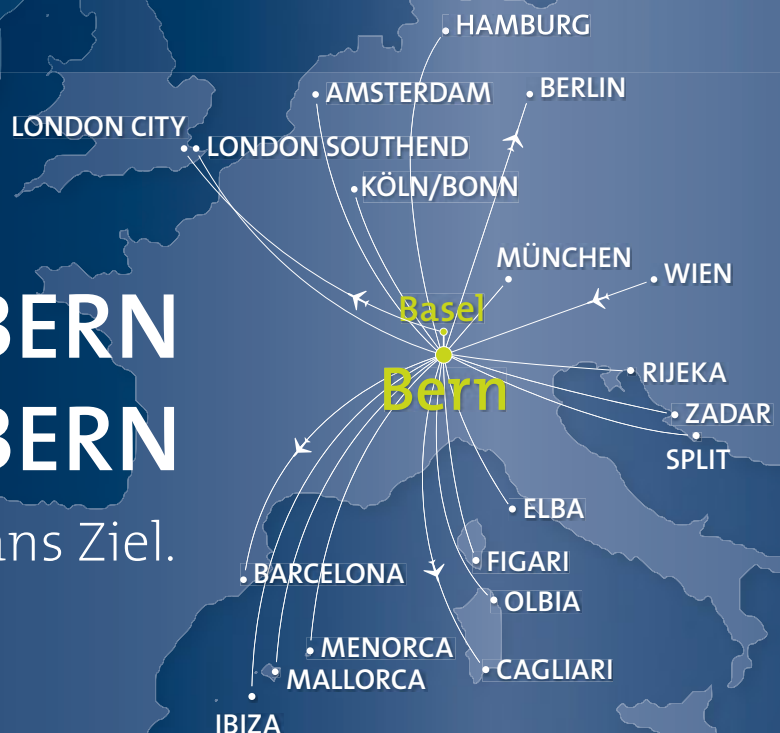 HAMBURG
AMSTERDAM
BERLIN
LONDON CITY
LONDON SOUTHEND
KÖLN/BONN
MÜNCHEN
WIEN
Basel
BERN
Bern
RIJEKA
ZADAR
BERN
SPLIT
ELBA
ans Ziel.
FIGARI
BARCELONA
OLBIA
MENORCA
CAGLIARI
MALLORCA
IBIZA